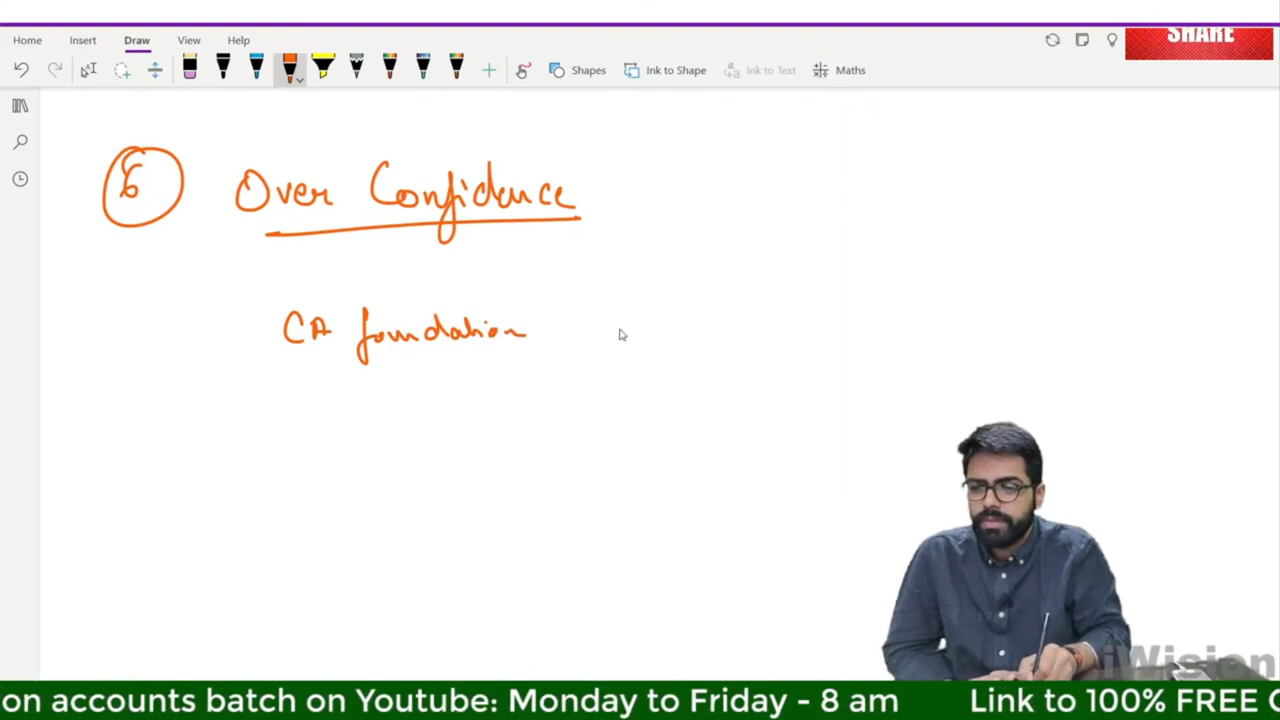 SHARE
Home Insert Draw View Help
Shapes Ink to Shape Ink to Text Maths
6 Over Confidence
CA foundation
iWision
on accounts batch on Youtube: Monday to Friday - 8 am Link to 100% FREE